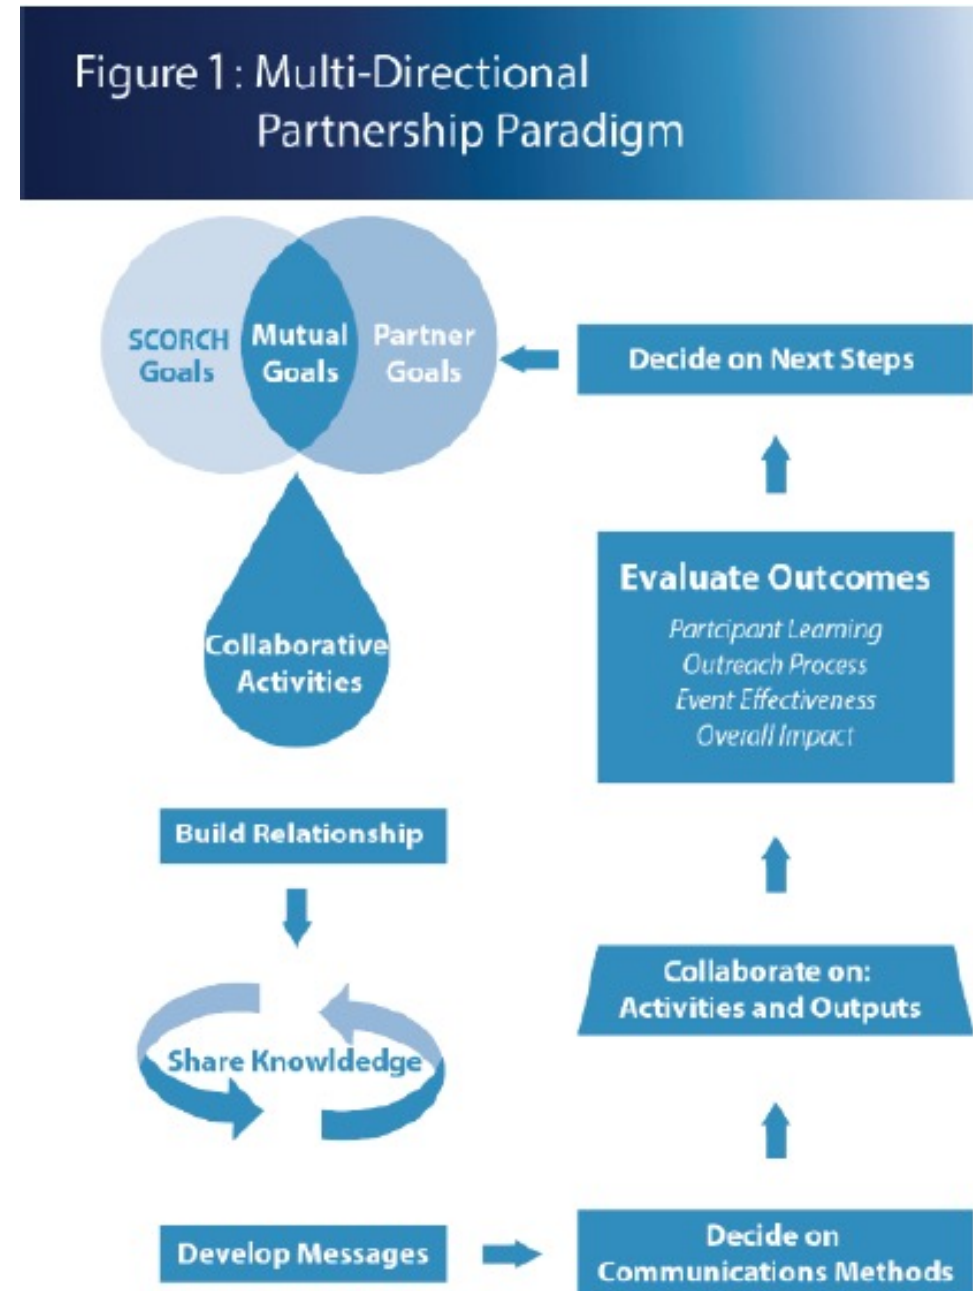 Figure 1: Multi-Directional
Partnership Paradigm
SCORCH
Goals
Mutual
Goals
Partner
Goals
Collaborative
Activities
Build Relationship
Share Knowldedge
Develop Messages
Decide on
Communications Methods
Collaborate on:
Activities and Outputs
Evaluate Outcomes
Partcipant Learning
Outreach Process
Event Effectiveness
Overall Impact
Decide on Next Steps